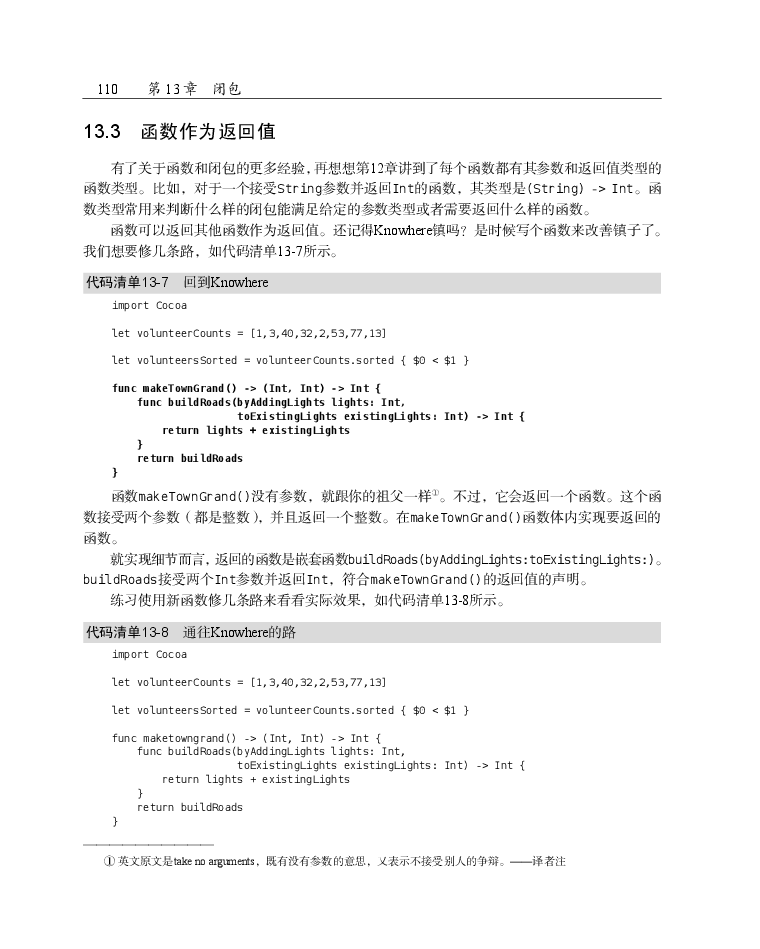 110 第 13 章 闭包
13.3 函数作为返回值
有了关于函数和闭包的更多经验，再想想第12章讲到了每个函数都有其参数和返回值类型的
函数类型。比如，对于一个接受String参数并返回Int的函数，其类型是(String) -> Int。函
数类型常用来判断什么样的闭包能满足给定的参数类型或者需要返回什么样的函数。
函数可以返回其他函数作为返回值。还记得Knowhere镇吗？是时候写个函数来改善镇子了。
我们想要修几条路，如代码清单13-7所示。
代码清单13-7 回到Knowhere
import Cocoa
let volunteerCounts = [1,3,40,32,2,53,77,13]
let volunteersSorted = volunteerCounts.sorted { $0 < $1 }
func makeTownGrand() -> (Int, Int) -> Int {
func buildRoads(byAddingLights lights: Int,
toExistingLights existingLights: Int) -> Int {
return lights + existingLights
}
return buildRoads
}
函数makeTownGrand()没有参数，就跟你的祖父一样①。不过，它会返回一个函数。这个函
数接受两个参数（都是整数），并且返回一个整数。在makeTownGrand()函数体内实现要返回的
函数。
就实现细节而言，返回的函数是嵌套函数buildRoads(byAddingLights:toExistingLights:)。
buildRoads接受两个Int参数并返回Int，符合makeTownGrand()的返回值的声明。
练习使用新函数修几条路来看看实际效果，如代码清单13-8所示。
代码清单13-8 通往Knowhere的路
import Cocoa
let volunteerCounts = [1,3,40,32,2,53,77,13]
let volunteersSorted = volunteerCounts.sorted { $0 < $1 }
func maketowngrand() -> (Int, Int) -> Int {
func buildRoads(byAddingLights lights: Int,
toExistingLights existingLights: Int) -> Int {
return lights + existingLights
}
return buildRoads
}
① 英文原文是take no arguments，既有没有参数的意思，又表示不接受别人的争辩。——译者注